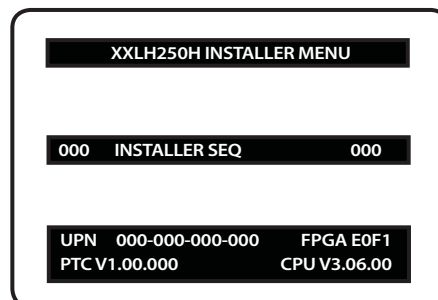 XXLH250H INSTALLER MENU
000 INSTALLER SEQ 000
UPN 000-000-000-000 FPGA E0F1
PTC V1.00.000 CPU V3.06.00